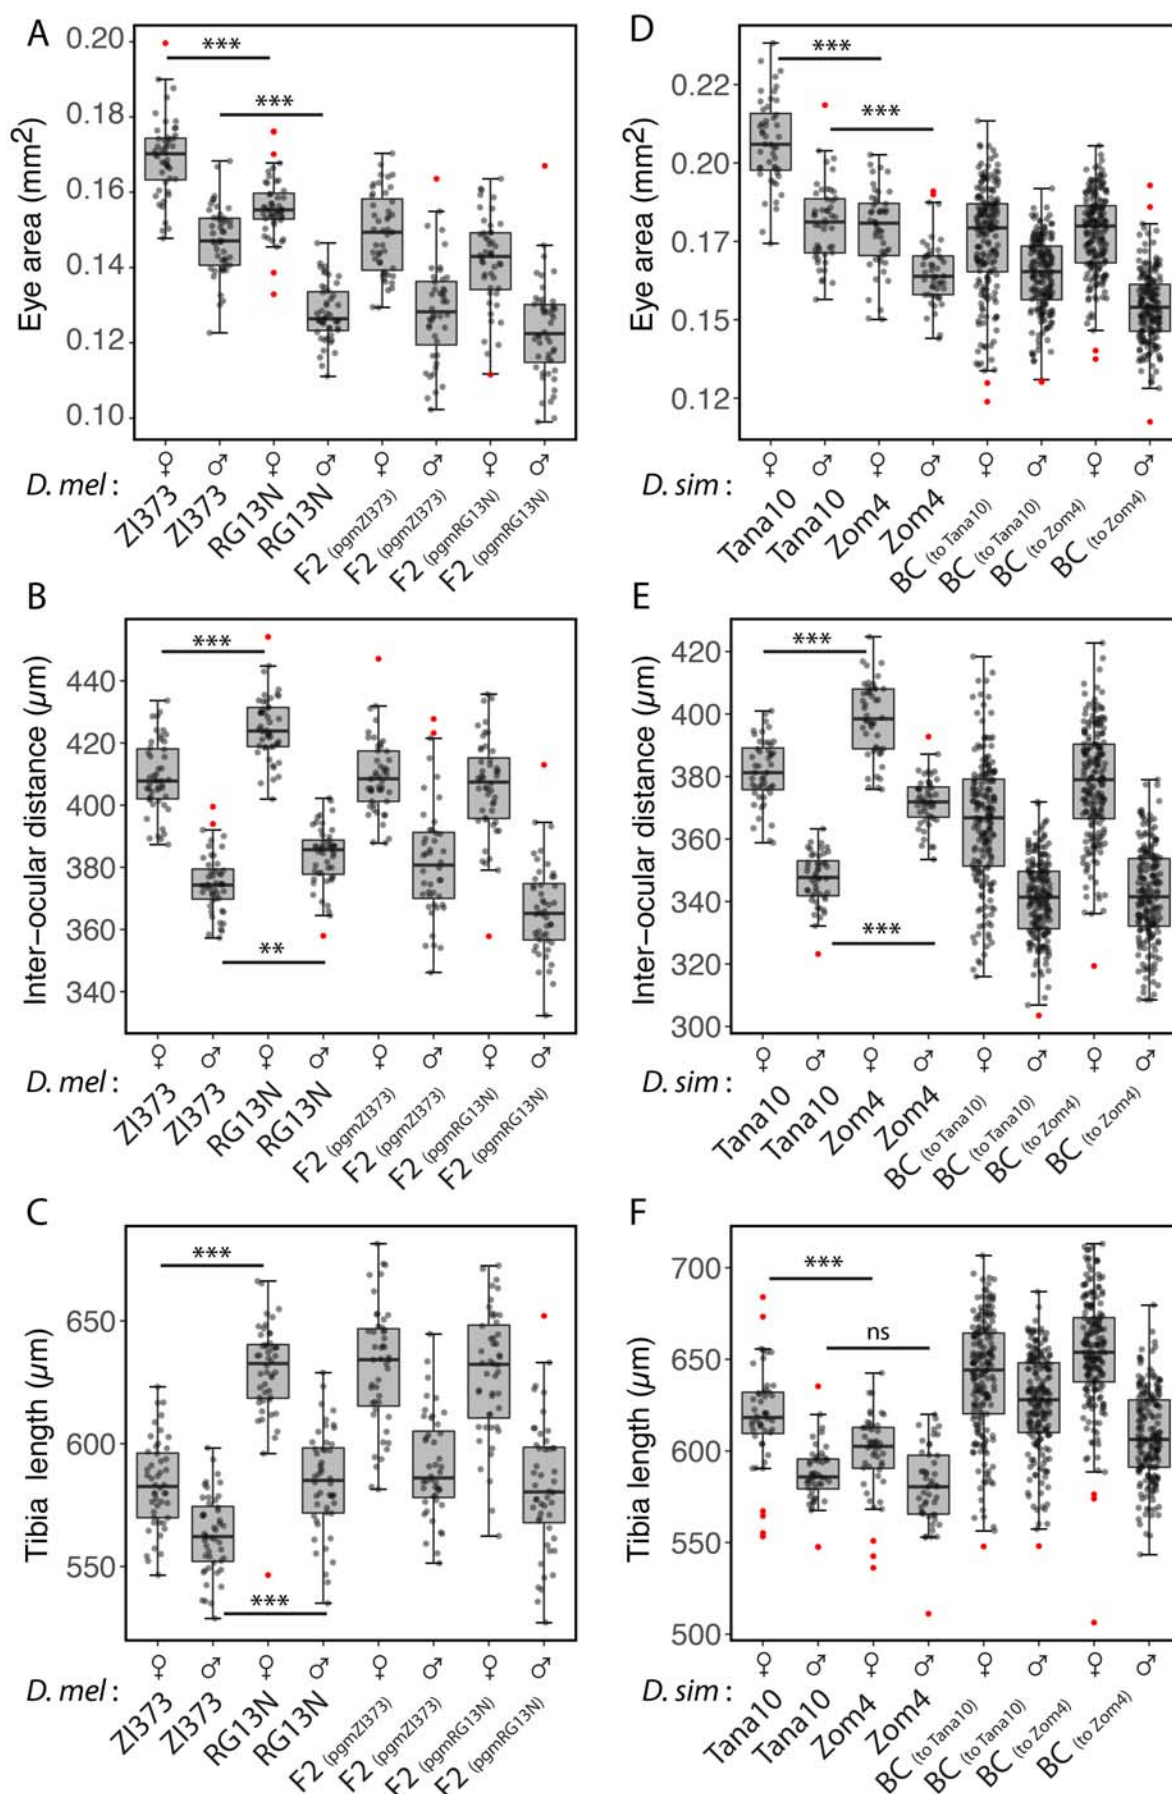 A
Eye area (mm2)
0.20
0.18
0.16
0.14
0.12
0.10
***
***
♀ ♂ ♀ ♂ ♀ ♂ ♀ ♂
D. mel :
ZI373
ZI373
RG13N
RG13N
F2 (pgmZI373)
F2 (pgmZI373)
F2 (pgmRG13N)
F2 (pgmRG13N)
D
Eye area (mm2)
0.22
0.20
0.17
0.15
0.12
***
***
♀ ♂ ♀ ♂ ♀ ♂ ♀ ♂
D. sim :
Tana10
Tana10
Zom4
Zom4
BC (to Tana10)
BC (to Tana10)
BC (to Zom4)
BC (to Zom4)
B
Inter-ocular distance (µm)
440
420
400
380
360
340
***
**
♀ ♂ ♀ ♂ ♀ ♂ ♀ ♂
D. mel :
ZI373
ZI373
RG13N
RG13N
F2 (pgmZI373)
F2 (pgmZI373)
F2 (pgmRG13N)
F2 (pgmRG13N)
E
Inter-ocular distance (µm)
420
400
380
360
340
320
300
***
***
♀ ♂ ♀ ♂ ♀ ♂ ♀ ♂
D. sim :
Tana10
Tana10
Zom4
Zom4
BC (to Tana10)
BC (to Tana10)
BC (to Zom4)
BC (to Zom4)
C
Tibia length (µm)
650
600
550
***
***
♀ ♂ ♀ ♂ ♀ ♂ ♀ ♂
D. mel :
ZI373
ZI373
RG13N
RG13N
F2 (pgmZI373)
F2 (pgmZI373)
F2 (pgmRG13N)
F2 (pgmRG13N)
F
Tibia length (µm)
700
650
600
550
500
***
ns
♀ ♂ ♀ ♂ ♀ ♂ ♀ ♂
D. sim :
Tana10
Tana10
Zom4
Zom4
BC (to Tana10)
BC (to Tana10)
BC (to Zom4)
BC (to Zom4)